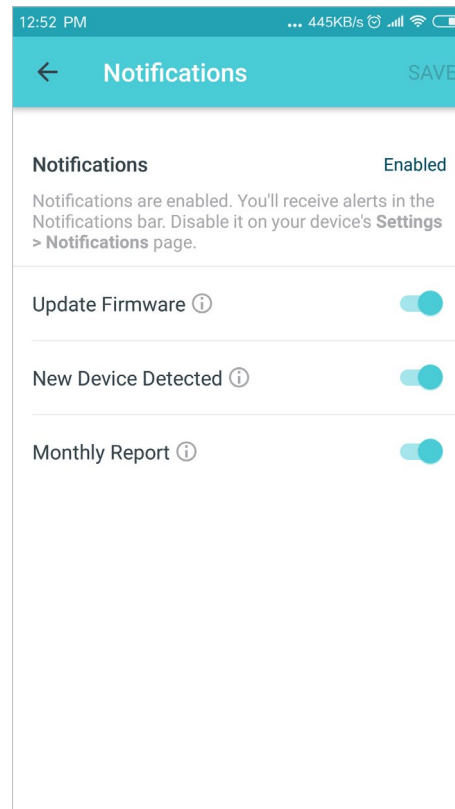 12:52 PM ... 445KB/s
Notifications SAVE
Notifications Enabled
Notifications are enabled. You'll receive alerts in the
Notifications bar. Disable it on your device's Settings
> Notifications page.
Update Firmware
New Device Detected
Monthly Report